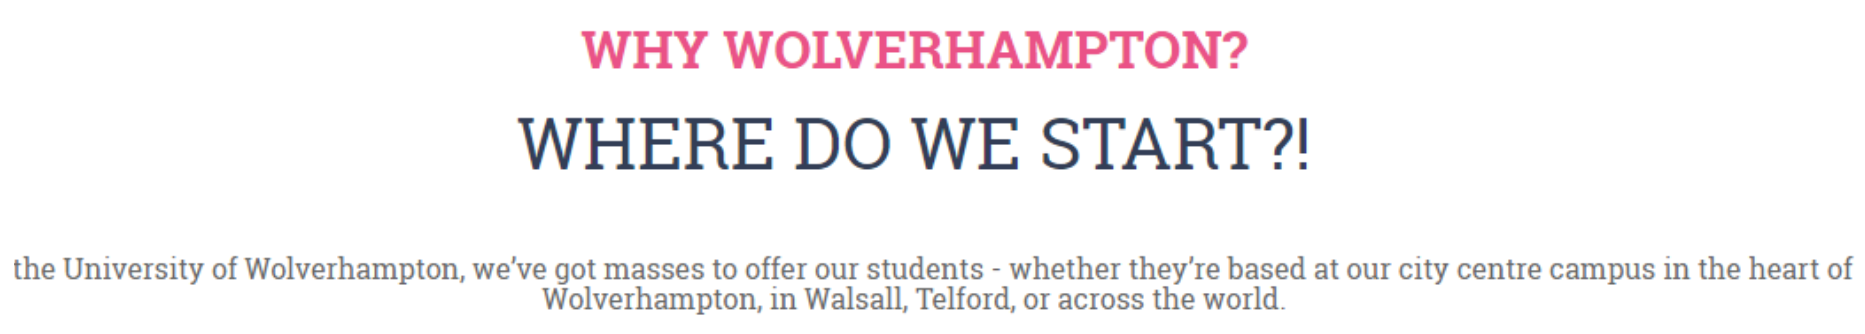 WHY WOLVERHAMPTON?
WHERE DO WE START?!
the University of Wolverhampton, we’ve got masses to offer our students - whether they’re based at our city centre campus in the heart of
Wolverhampton, in Walsall, Telford, or across the world.